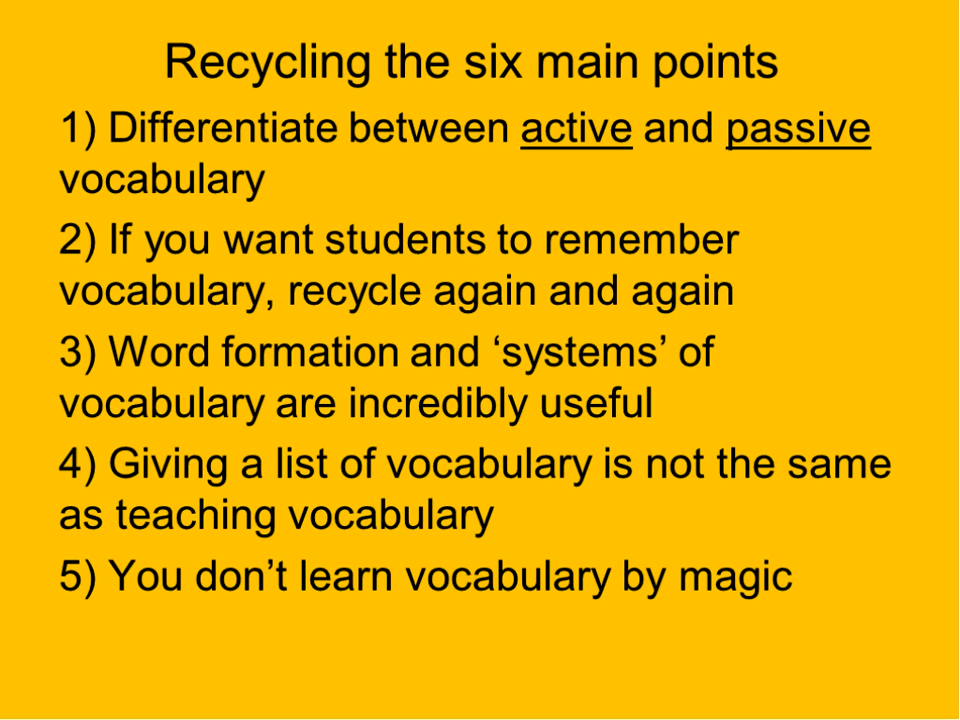 Recycling the six main points
1) Differentiate between active and passive
vocabulary
2) If you want students to remember
vocabulary, recycle again and again
3) Word formation and ‘systems’ of
vocabulary are incredibly useful
4) Giving a list of vocabulary is not the same
as teaching vocabulary
5) You don’t learn vocabulary by magic